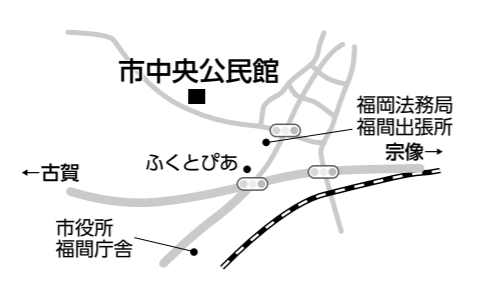 市中央公民館
福岡法務局
福間出張所
宗像→
ふくとぴあ
←古賀
市役所
福間庁舎